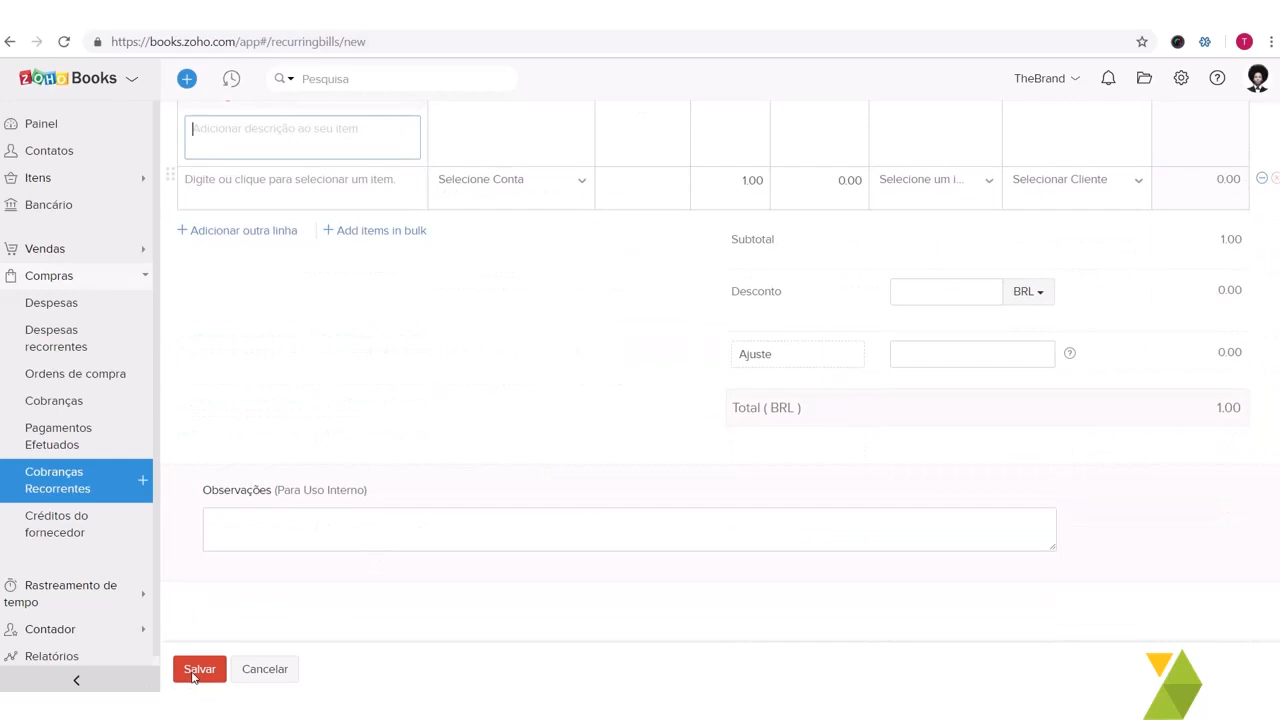 https://books.zoho.com/app#/recurringbills/new
T
ZOHO Books
Pesquisa
TheBrand
Painel
Contatos
Itens
Bancário
Vendas
Compras
Despesas
Despesas
recorrentes
Ordens de compra
Cobranças
Pagamentos
Efetuados
Cobranças
Recorrentes
Créditos do
fornecedor
Rastreamento de
tempo
Contador
Relatórios
Adicionar descrição ao seu item
Digite ou clique para selecionar um item. Selecione Conta 1.00 0.00 Selecione um i... Selecionar Cliente 0.00
Adicionar outra linha Add items in bulk
Subtotal 1.00
Desconto BRL 0.00
Ajuste 0.00
Total ( BRL ) 1.00
Observações (Para Uso Interno)
Salvar Cancelar